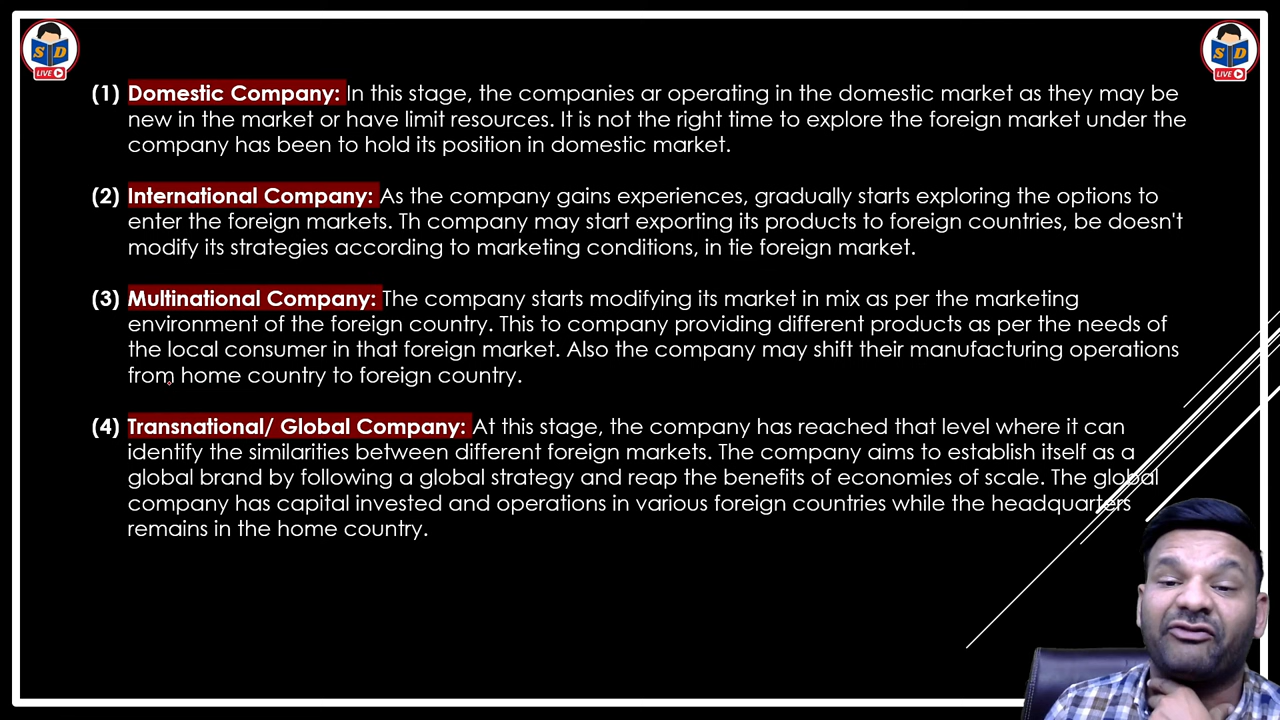 S D
LIVE
S D
LIVE
(1) Domestic Company: In this stage, the companies ar operating in the domestic market as they may be
new in the market or have limit resources. It is not the right time to explore the foreign market under the
company has been to hold its position in domestic market.
(2) International Company: As the company gains experiences, gradually starts exploring the options to
enter the foreign markets. Th company may start exporting its products to foreign countries, be doesn't
modify its strategies according to marketing conditions, in tie foreign market.
(3) Multinational Company: The company starts modifying its market in mix as per the marketing
environment of the foreign country. This to company providing different products as per the needs of
the local consumer in that foreign market. Also the company may shift their manufacturing operations
from home country to foreign country.
(4) Transnational/ Global Company: At this stage, the company has reached that level where it can
identify the similarities between different foreign markets. The company aims to establish itself as a
global brand by following a global strategy and reap the benefits of economies of scale. The global
company has capital invested and operations in various foreign countries while the headquarters
remains in the home country.